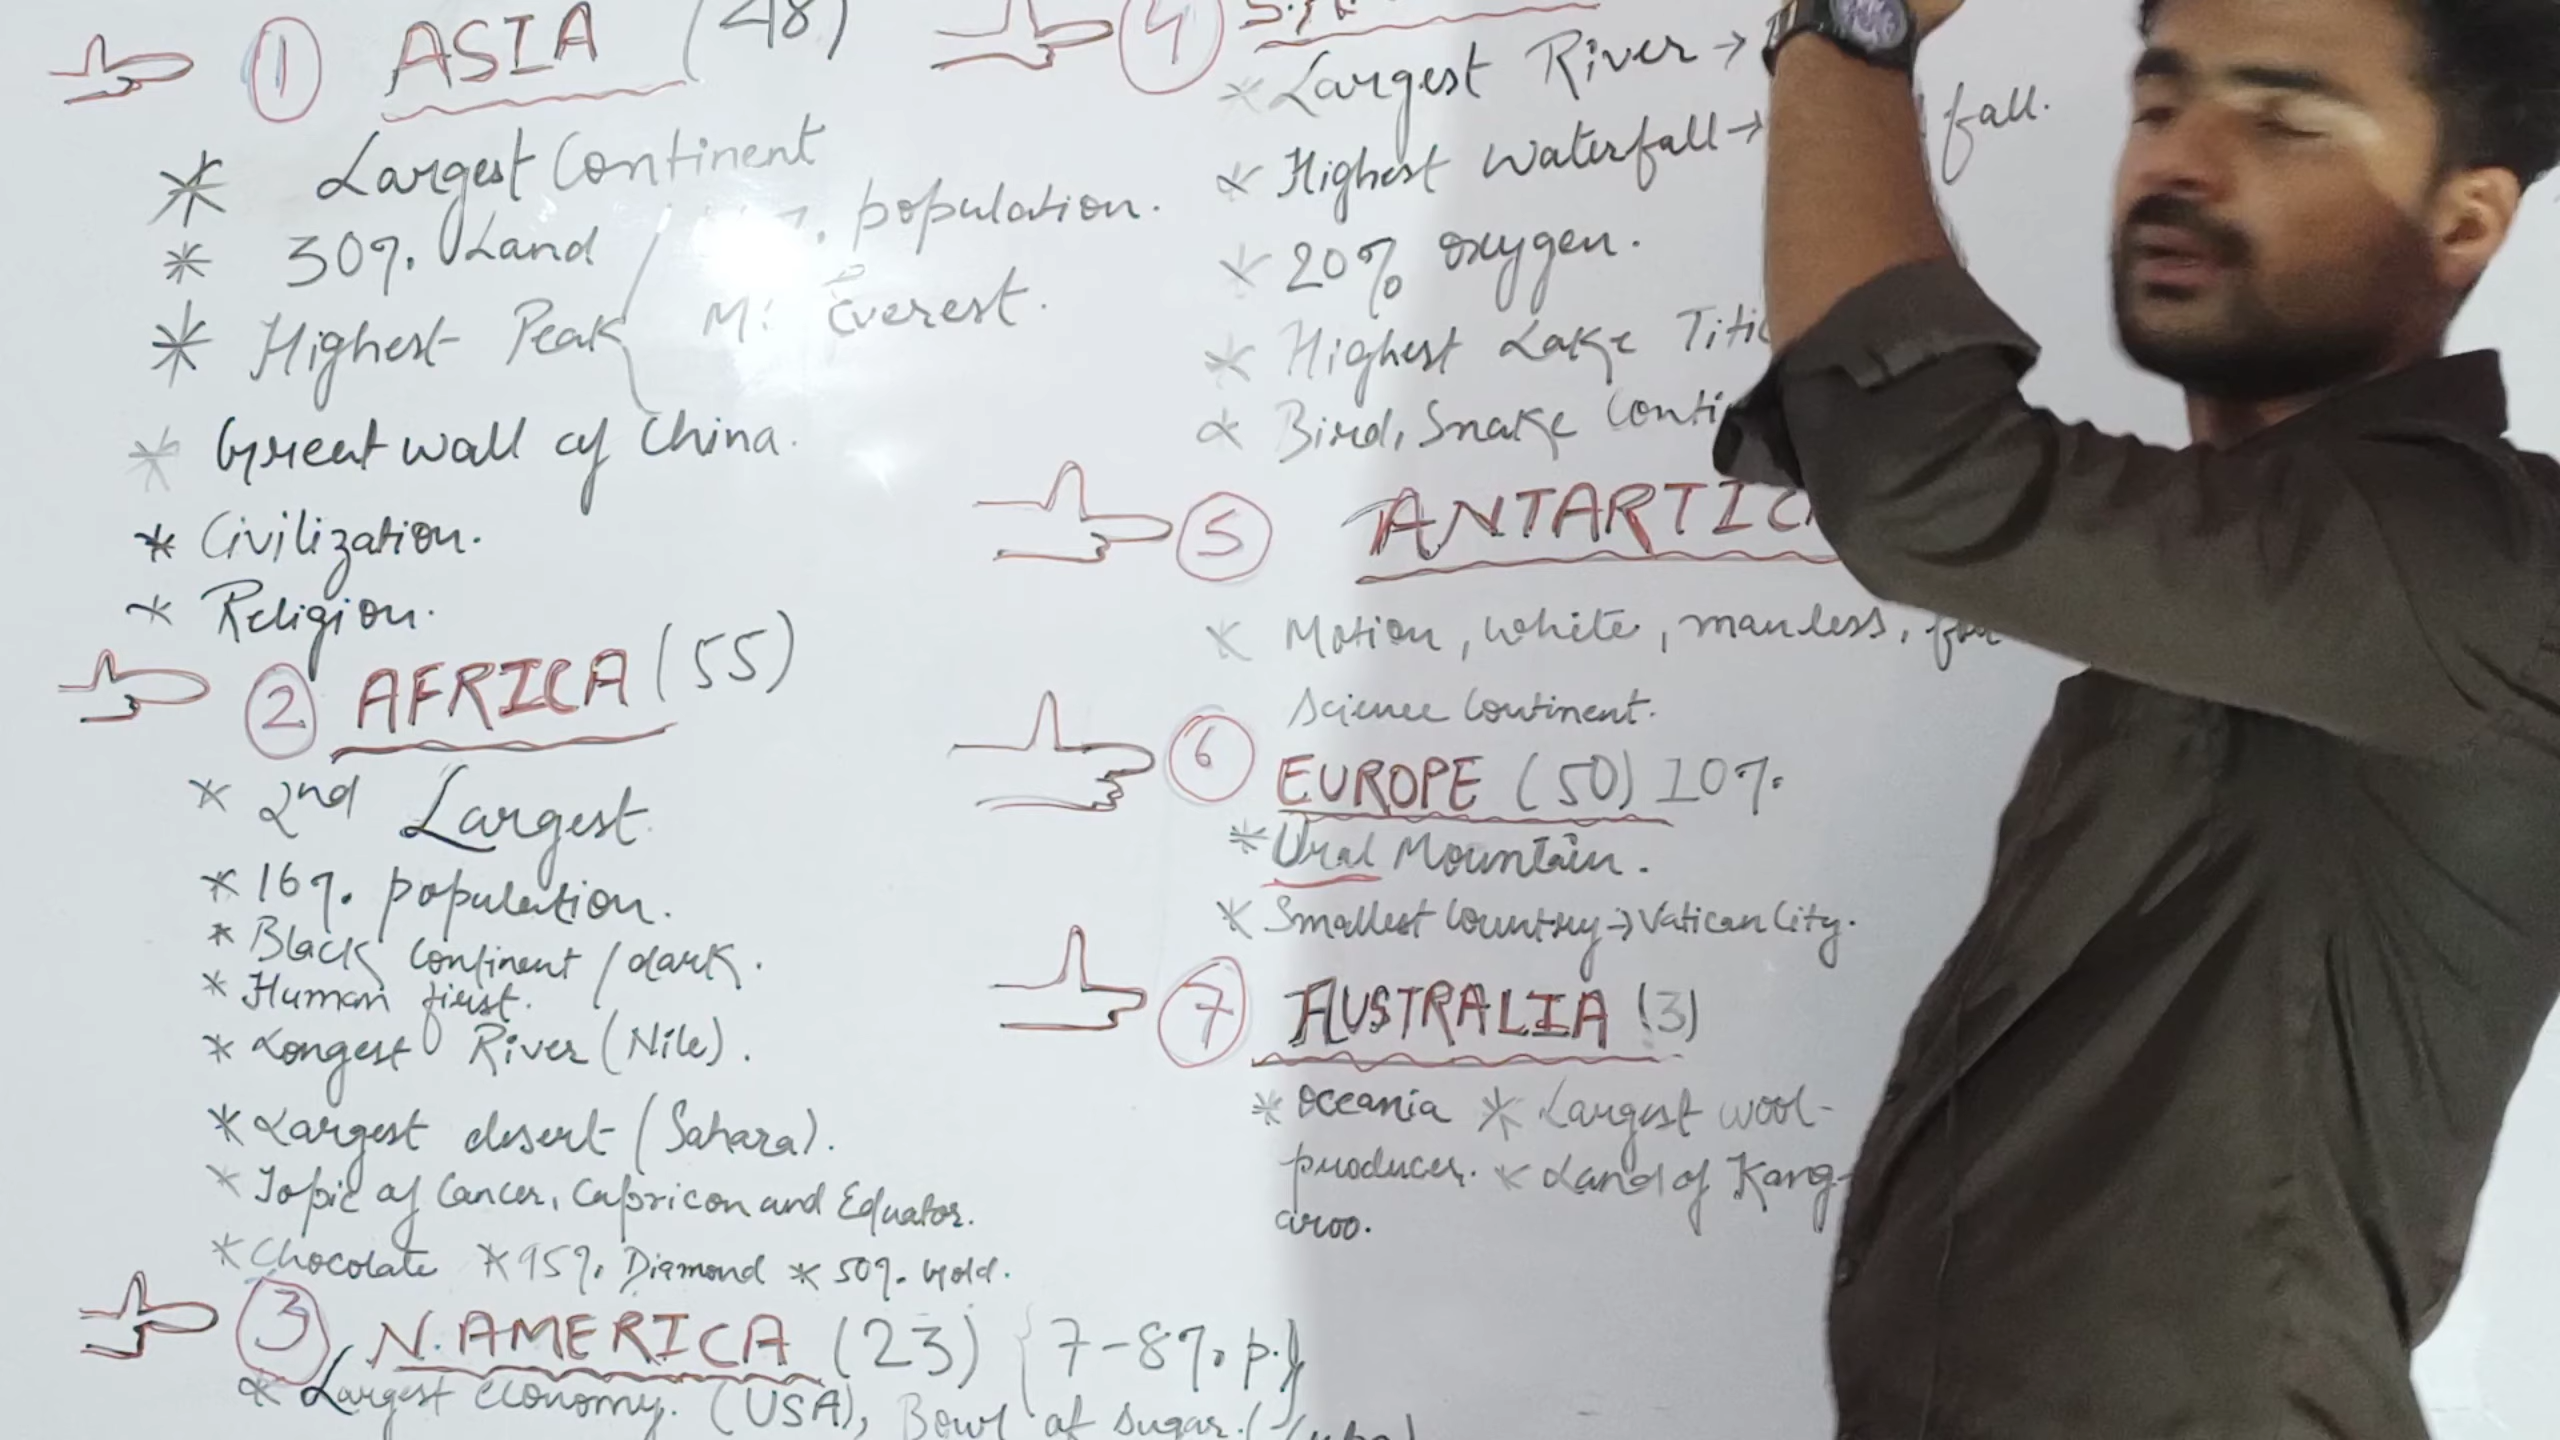 1 ASIA (48)
* Largest Continent
* 30%. Land
population.
* Highest Peak Mt Everest.
* Great wall of China.
* Civilization.
* Religion.
2 AFRICA (55)
* 2nd Largest
* 16%. population.
* Black continent / dark.
* Human first.
* Longest River (Nile).
* Largest desert (Sahara).
* Topic of Cancer, Capricon and Equator.
* Chocolate * 95%. Diamond * 50%. Gold.
3 N. AMERICA (23) {7-8%. p.}
* Largest economy. (USA), Bowl of sugar. (
4
* Largest River →
* Highest Waterfall → fall.
* 20% oxygen.
* Highest Lake Titic
* Bird, Snake Conti
5 ANTARTICA
* Motion, white, manless,
Science Continent.
6 EUROPE (50) 10%.
* Ural Mountain.
* Smallest Country → Vatican City.
7 AUSTRALIA (3)
* Oceania * Largest wool-
producer. * Land of Kang-
aroo.